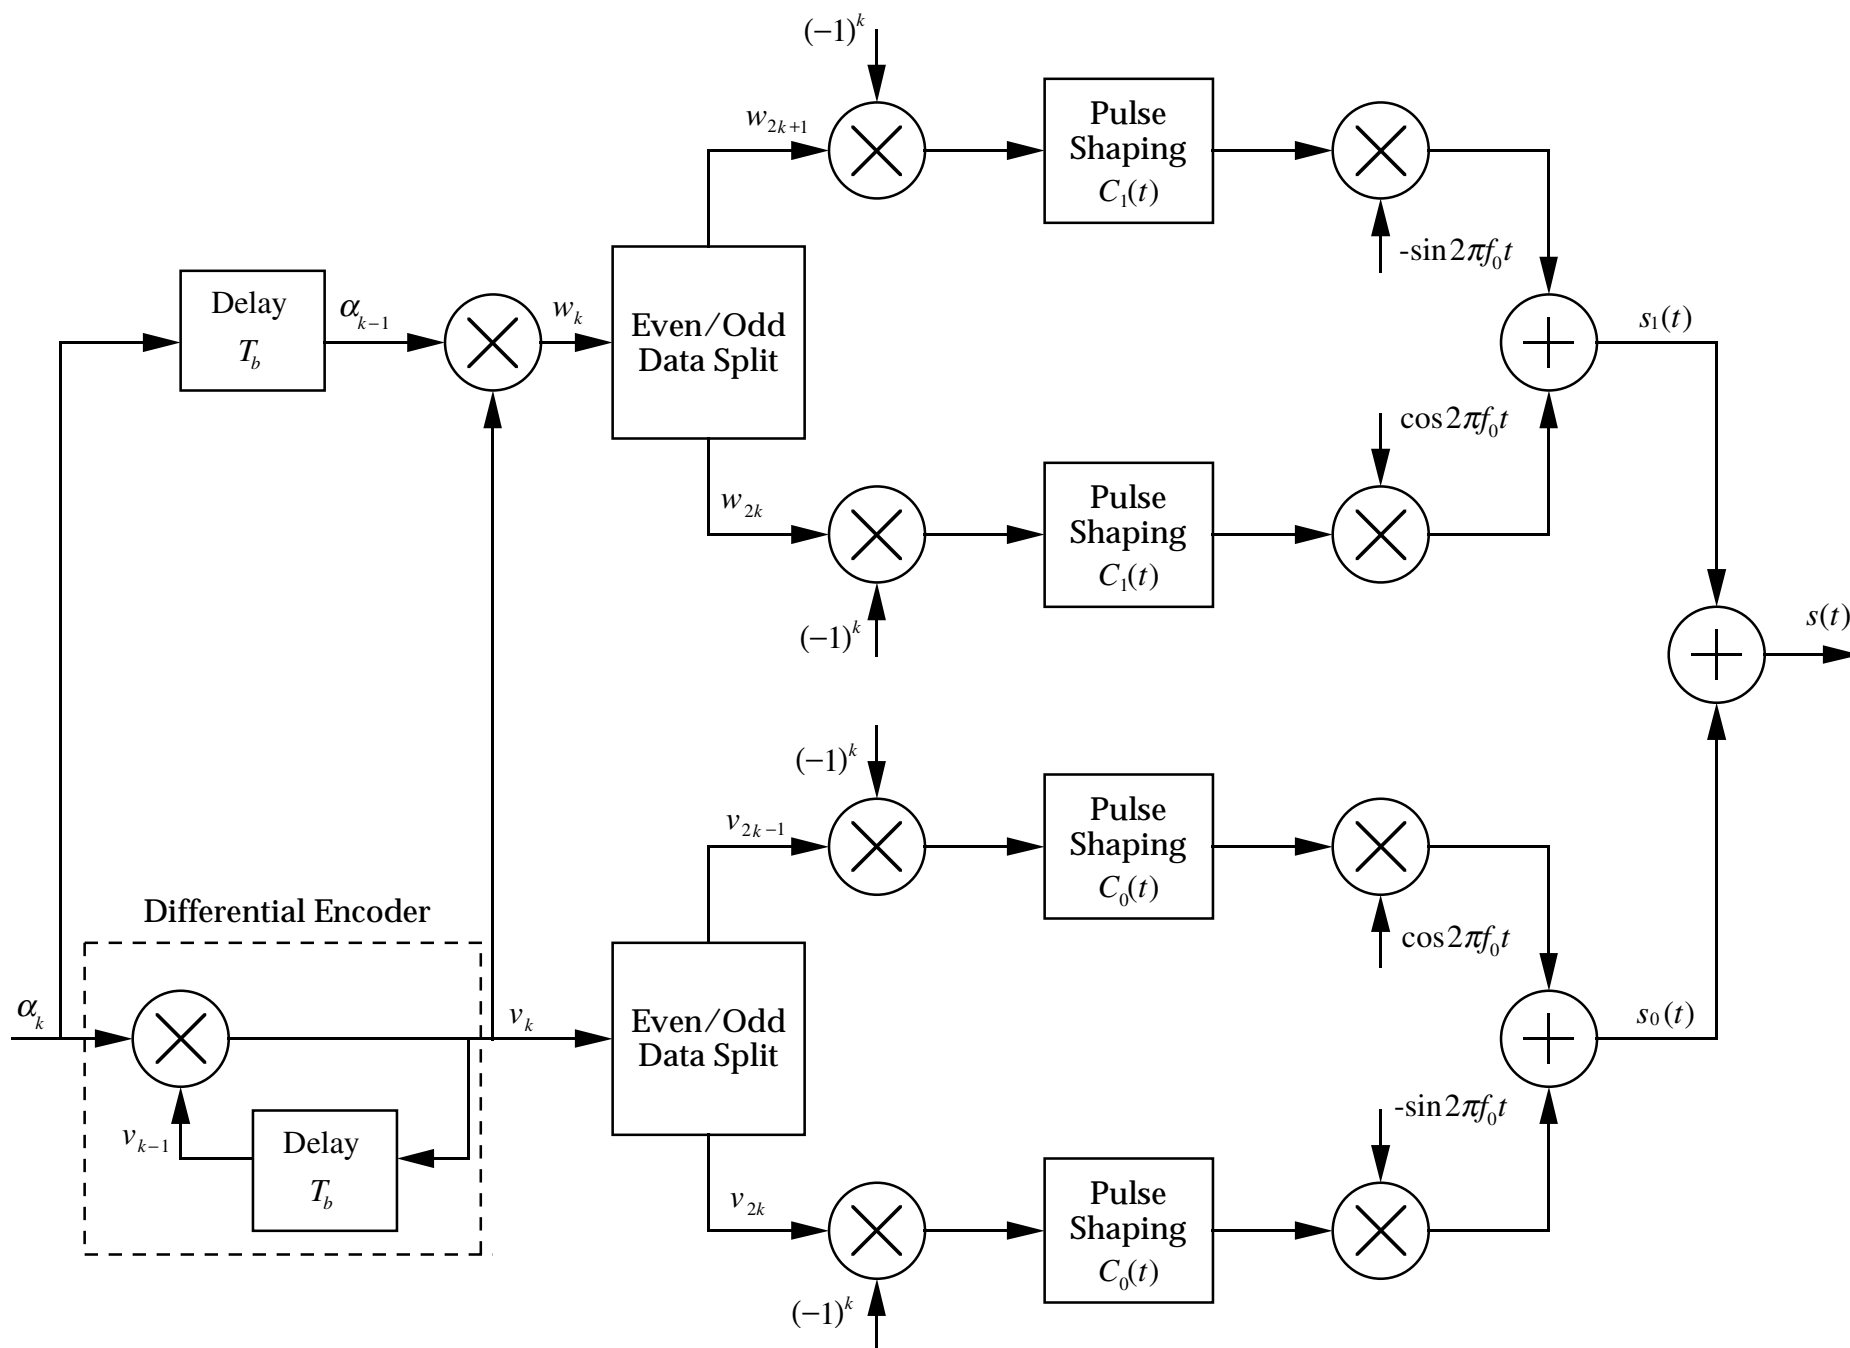 (−1)^k
w_{2k+1}
Pulse
Shaping
C_1(t)
-sin2πf_0t
Delay
T_b
α_{k−1}
w_k
Even/Odd
Data Split
s_1(t)
cos2πf_0t
w_{2k}
Pulse
Shaping
C_1(t)
(−1)^k
s(t)
(−1)^k
v_{2k−1}
Pulse
Shaping
C_0(t)
cos2πf_0t
Differential Encoder
α_k
v_k
Even/Odd
Data Split
s_0(t)
-sin2πf_0t
v_{k−1}
Delay
T_b
v_{2k}
Pulse
Shaping
C_0(t)
(−1)^k